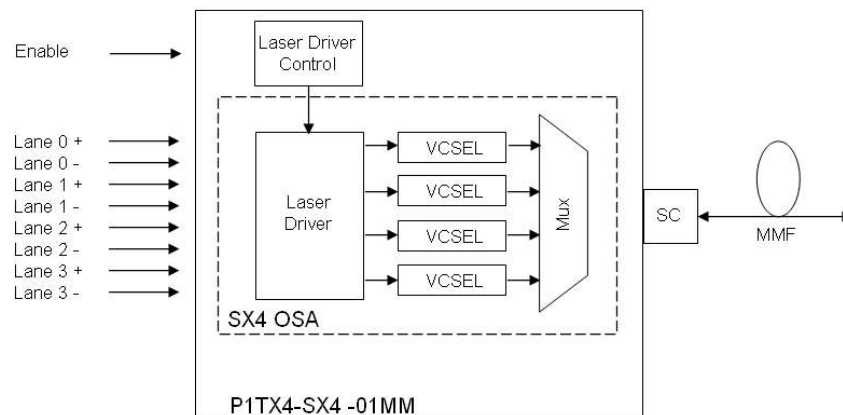 Enable
Laser Driver
Control
Lane 0 +
Lane 0 -
Lane 1 +
Lane 1 -
Lane 2 +
Lane 2 -
Lane 3 +
Lane 3 -
Laser
Driver
VCSEL
VCSEL
VCSEL
VCSEL
Mux
SC
MMF
SX4 OSA
P1TX4-SX4 -01MM